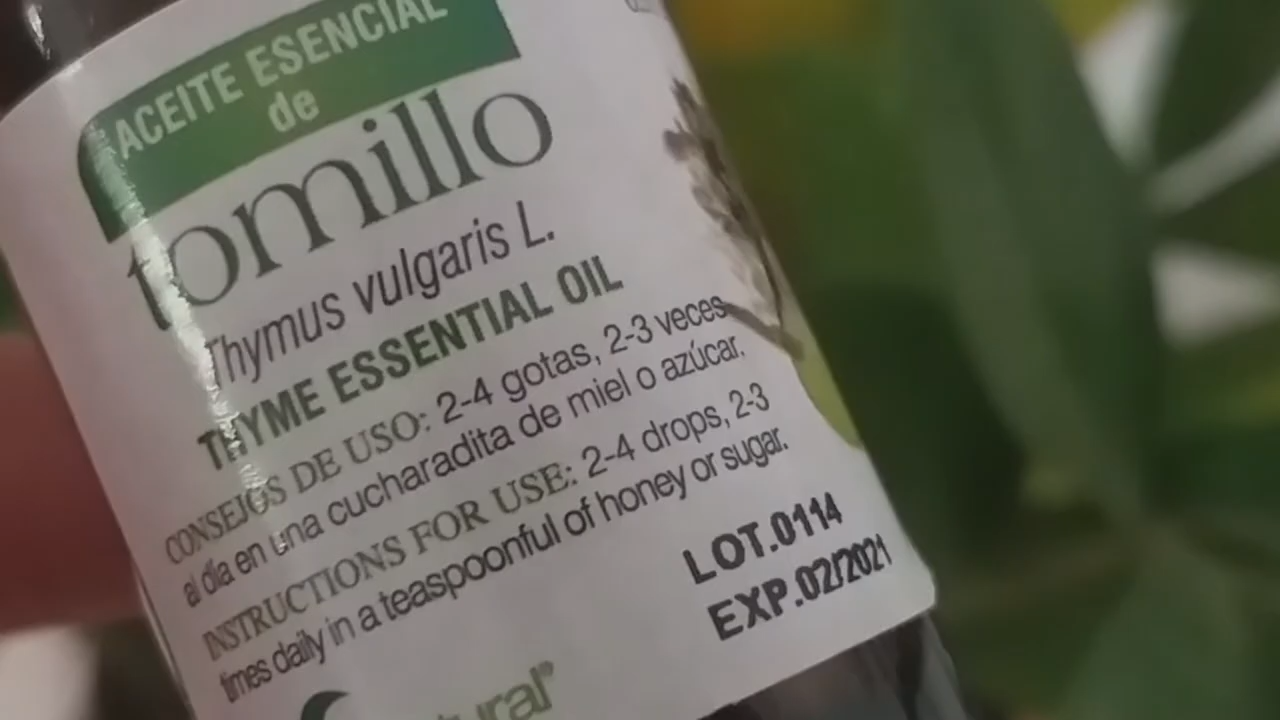 ACEITE ESENCIAL
de
tomillo
Thymus vulgaris L.
THYME ESSENTIAL OIL
CONSEJOS DE USO: 2-4 gotas, 2-3 veces
al día en una cucharadita de miel o azúcar.
INSTRUCTIONS FOR USE: 2-4 drops, 2-3
times daily in a teaspoonful of honey or sugar.
LOT.0114
EXP.02/2021